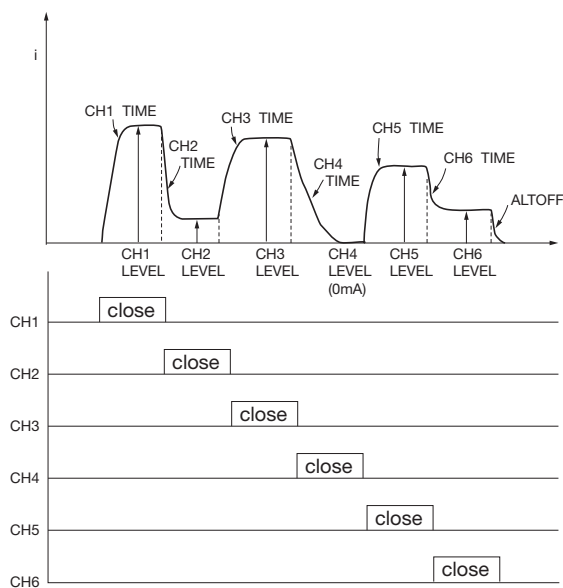 i
CH1 TIME
CH2
TIME
CH3 TIME
CH4
TIME
CH5 TIME
CH6 TIME
ALTOFF
CH1
LEVEL
CH2
LEVEL
CH3
LEVEL
CH4
LEVEL
(0mA)
CH5
LEVEL
CH6
LEVEL
CH1
close
CH2
close
CH3
close
CH4
close
CH5
close
CH6
close